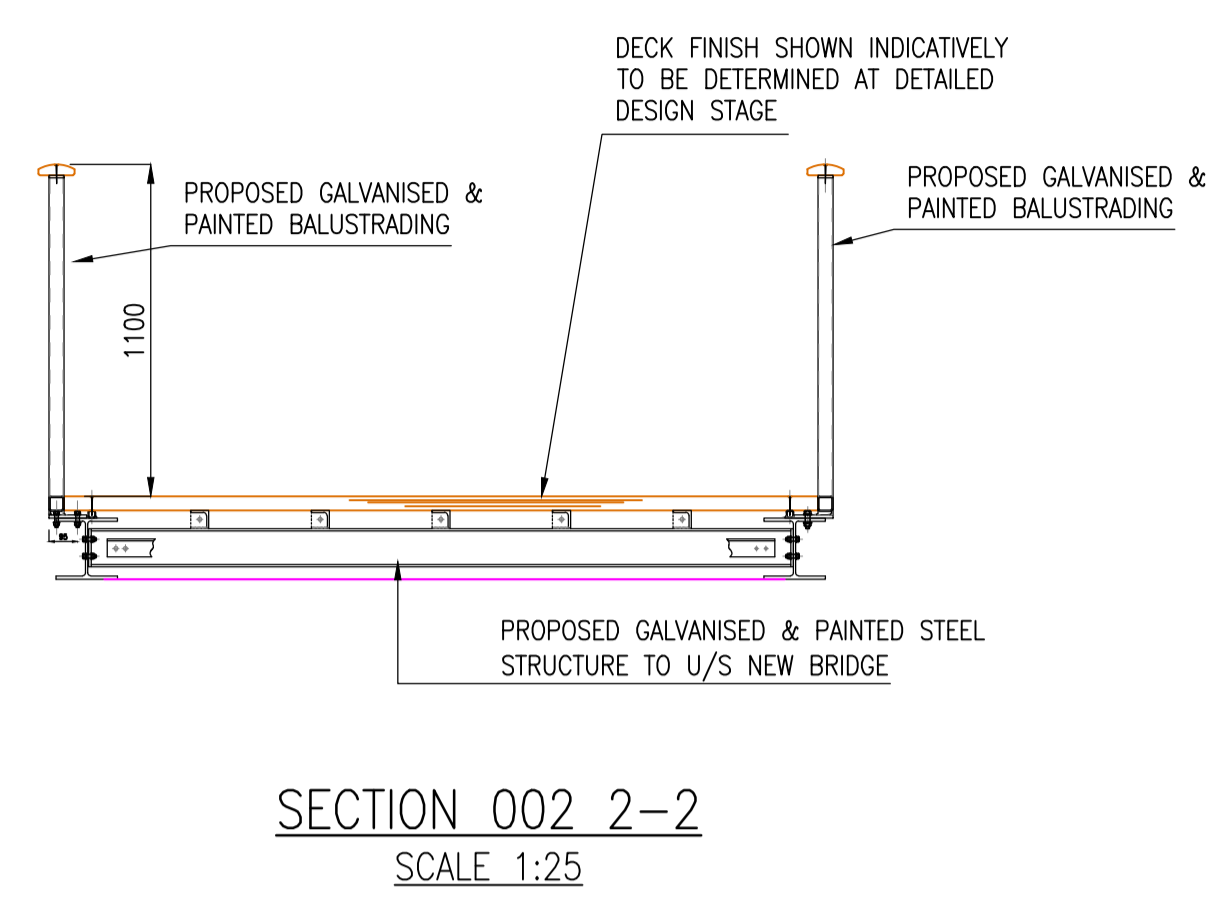 DECK FINISH SHOWN INDICATIVELY
TO BE DETERMINED AT DETAILED
DESIGN STAGE
PROPOSED GALVANISED &
PAINTED BALUSTRADING
PROPOSED GALVANISED &
PAINTED BALUSTRADING
1100
PROPOSED GALVANISED & PAINTED STEEL
STRUCTURE TO U/S NEW BRIDGE
SECTION 002 2-2
SCALE 1:25